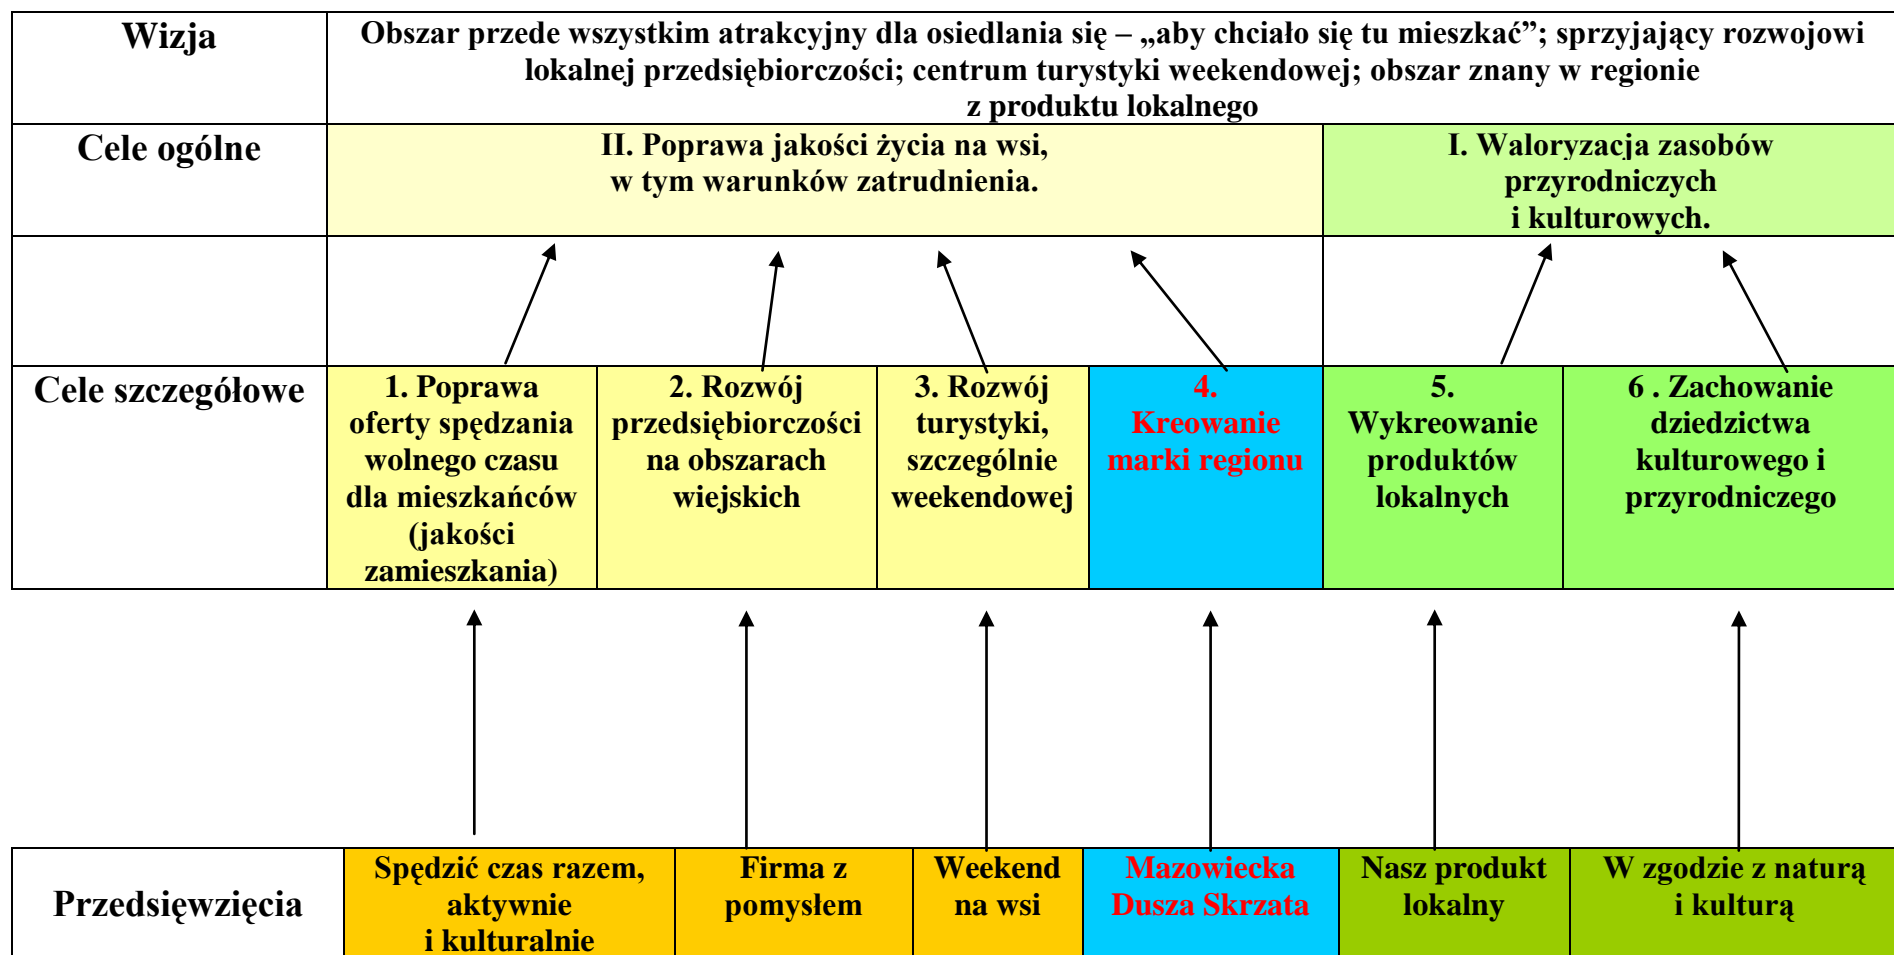 Wizja
Obszar przede wszystkim atrakcyjny dla osiedlania się – „aby chciało się tu mieszkać”; sprzyjający rozwojowi
lokalnej przedsiębiorczości; centrum turystyki weekendowej; obszar znany w regionie
z produktu lokalnego
Cele ogólne
II. Poprawa jakości życia na wsi,
w tym warunków zatrudnienia.
I. Waloryzacja zasobów
przyrodniczych
i kulturowych.
Cele szczegółowe
1. Poprawa
oferty spędzania
wolnego czasu
dla mieszkańców
(jakości
zamieszkania)
2. Rozwój
przedsiębiorczości
na obszarach
wiejskich
3. Rozwój
turystyki,
szczególnie
weekendowej
4.
Kreowanie
marki regionu
5.
Wykreowanie
produktów
lokalnych
6 . Zachowanie
dziedzictwa
kulturowego i
przyrodniczego
Przedsięwzięcia
Spędzić czas razem,
aktywnie
i kulturalnie
Firma z
pomysłem
Weekend
na wsi
Mazowiecka
Dusza Skrzata
Nasz produkt
lokalny
W zgodzie z naturą
i kulturą